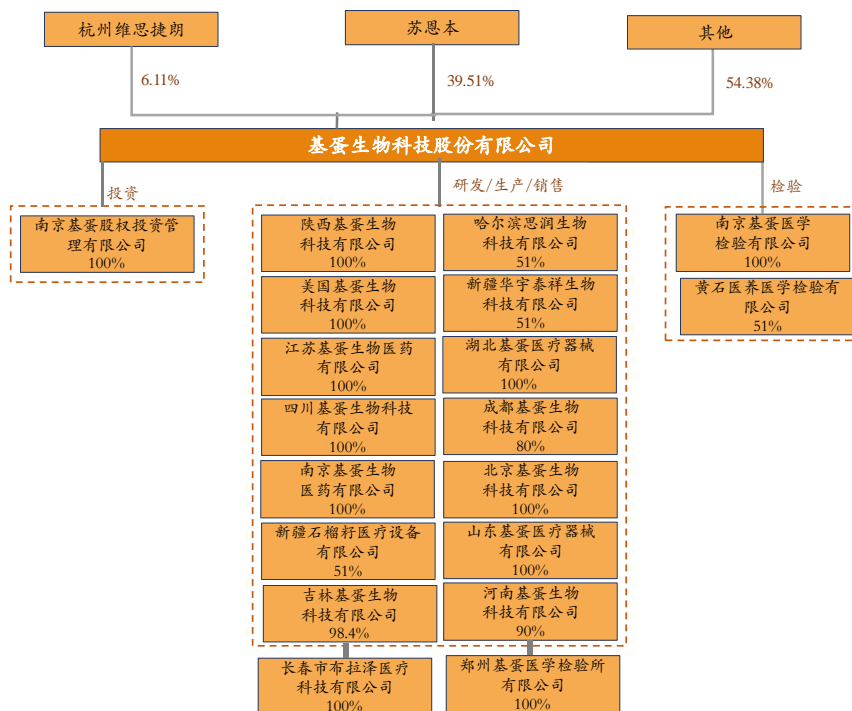 杭州维思捷朗
苏恩本
其他
6.11%
39.51%
54.38%
基蛋生物科技股份有限公司
投资
研发/生产/销售
检验
南京基蛋股权投资管
理有限公司
100%
陕西基蛋生物
科技有限公司
100%
美国基蛋生物
科技有限公司
100%
江苏基蛋生物医药
有限公司
100%
四川基蛋生物科技
有限公司
100%
南京基蛋生物
医药有限公司
100%
新疆石榴籽医疗设备
有限公司
51%
吉林基蛋生物
科技有限公司
98.4%
长春市布拉泽医疗
科技有限公司
100%
哈尔滨思润生物
科技有限公司
51%
新疆华宇泰祥生物
科技有限公司
51%
湖北基蛋医疗器械
有限公司
100%
成都基蛋生物
科技有限公司
80%
北京基蛋生物
科技有限公司
100%
山东基蛋医疗器械
有限公司
100%
河南基蛋生物
科技有限公司
90%
郑州基蛋医学检验所
有限公司
100%
南京基蛋医学
检验有限公司
100%
黄石医养医学检验有
限公司
51%